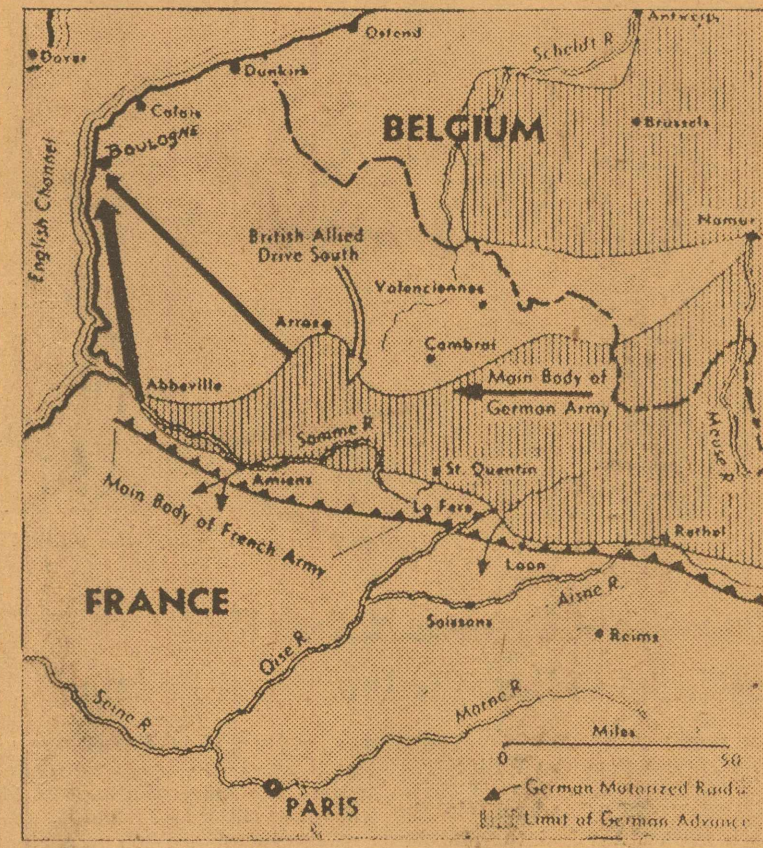 Antwerp
Ostend
Scheldt R.
Dover
Dunkirk
Calais
BELGIUM
Brussels
BOULOGNE
English Channel
Namur
British Allied
Drive South
Valenciennes
Arras
Cambrai
Abbeville
Main Body of
German Army
Meuse R.
Somme R.
St. Quentin
Amiens
Main Body of French Army
La Fere
Rethel
Laon
FRANCE
Aisne R.
Soissons
Reims
Oise R.
Seine R.
Marne R.
Miles
0 50
German Motorized Raids
PARIS
Limit of German Advance